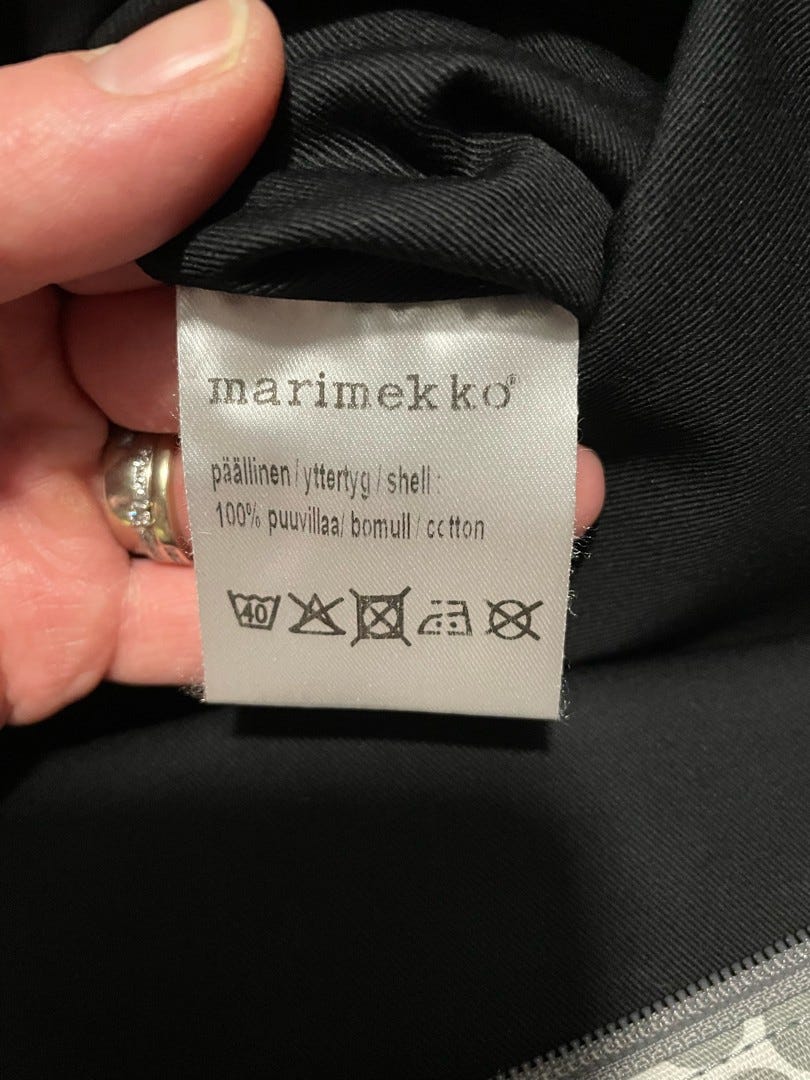 marimekko®
päällinen / yttertyg / shell :
100% puuvillaa/ bomull / cotton
40